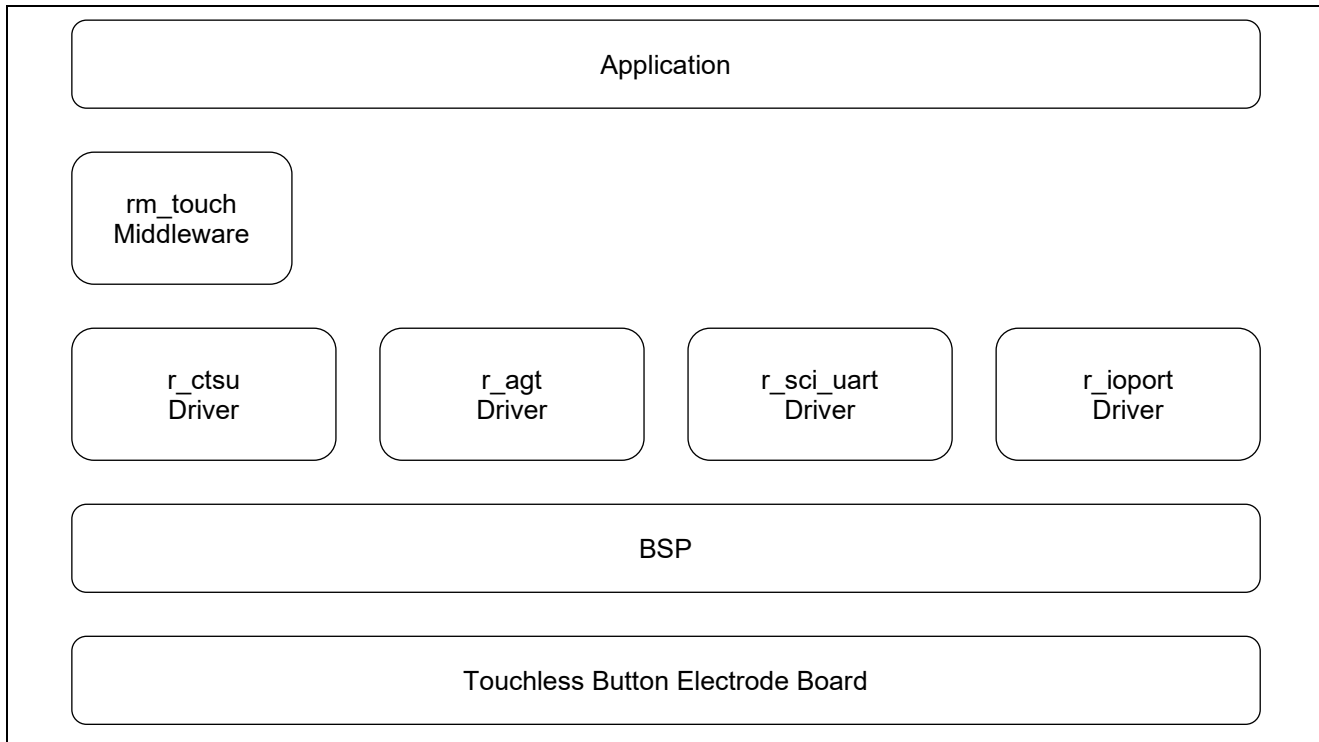 Application
rm_touch
Middleware
r_ctsu
Driver
r_agt
Driver
r_sci_uart
Driver
r_ioport
Driver
BSP
Touchless Button Electrode Board